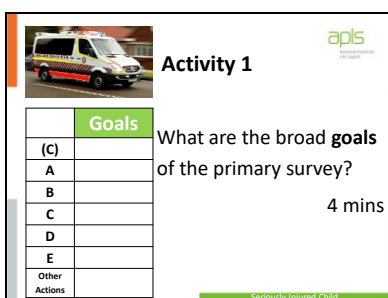 apls
Activity 1
Goals
(C)
A
B
C
D
E
Other
Actions
What are the broad goals
of the primary survey?
4 mins
Seriously Injured Child